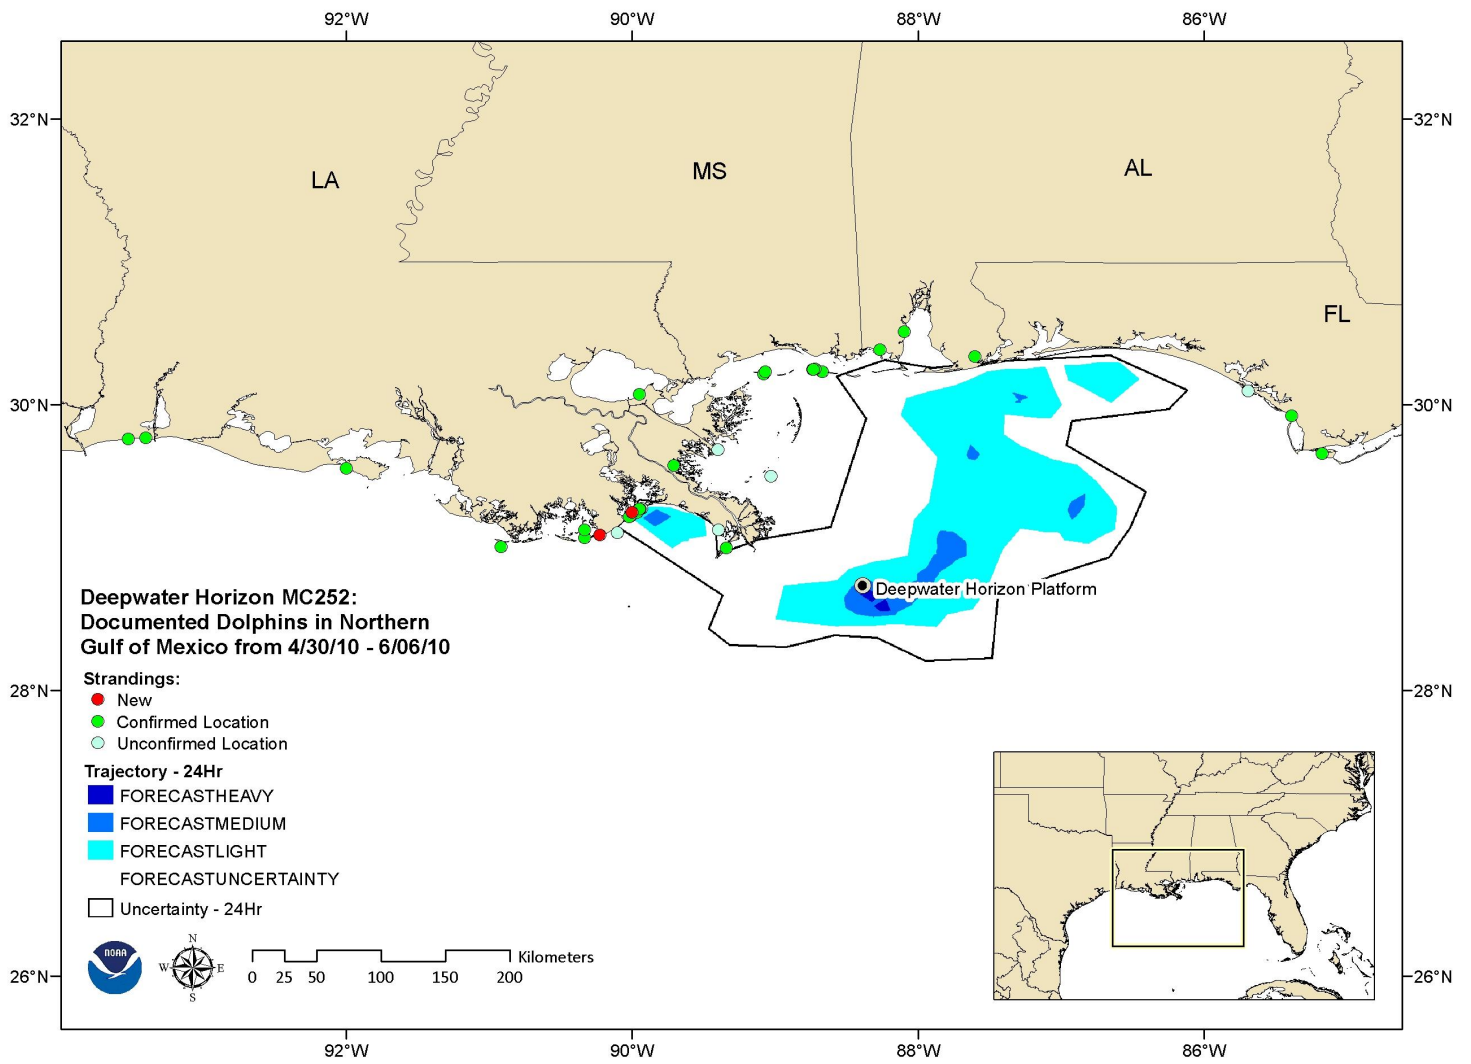 92°W 90°W 88°W 86°W
32°N 32°N
LA MS AL
FL
30°N 30°N
Deepwater Horizon Platform
Deepwater Horizon MC252:
Documented Dolphins in Northern
Gulf of Mexico from 4/30/10 - 6/06/10
28°N 28°N
Strandings:
New
Confirmed Location
Unconfirmed Location
Trajectory - 24Hr
FORECASTHEAVY
FORECASTMEDIUM
FORECASTLIGHT
FORECASTUNCERTAINTY
Uncertainty - 24Hr
NOAA
N
W E
S
Kilometers
0 25 50 100 150 200
26°N 26°N
92°W 90°W 88°W 86°W